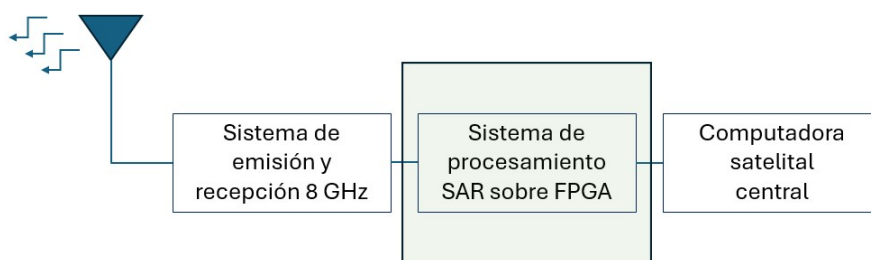 Sistema de
emisión y
recepción 8 GHz
Sistema de
procesamiento
SAR sobre FPGA
Computadora
satelital
central